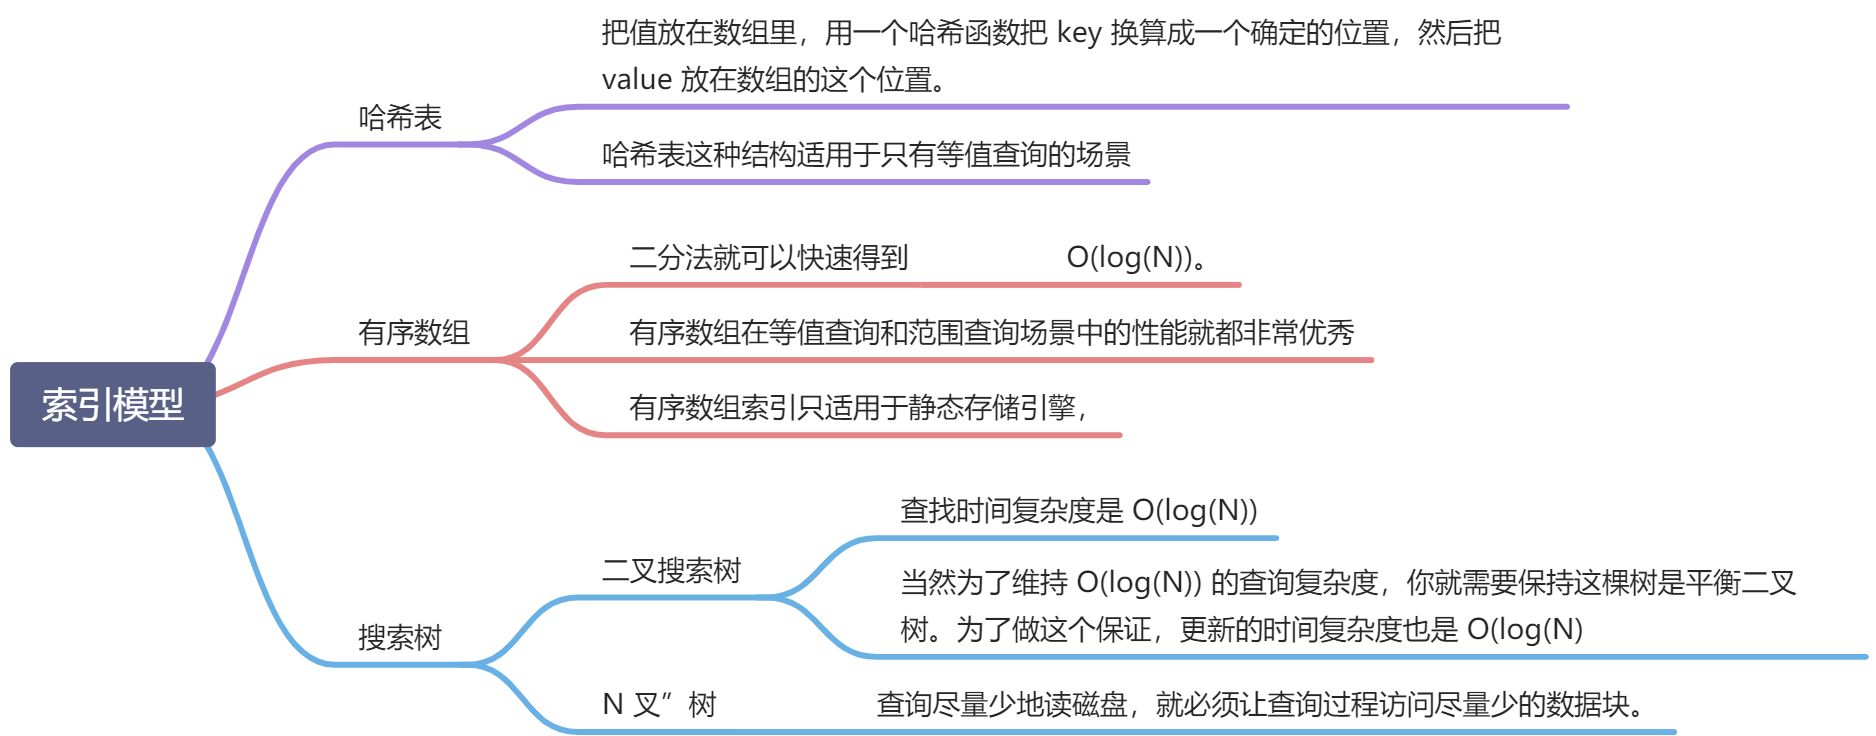 索引模型
哈希表
把值放在数组里，用一个哈希函数把 key 换算成一个确定的位置，然后把
value 放在数组的这个位置。
哈希表这种结构适用于只有等值查询的场景
有序数组
二分法就可以快速得到
O(log(N))。
有序数组在等值查询和范围查询场景中的性能就都非常优秀
有序数组索引只适用于静态存储引擎，
搜索树
二叉搜索树
查找时间复杂度是 O(log(N))
当然为了维持 O(log(N)) 的查询复杂度，你就需要保持这棵树是平衡二叉
树。为了做这个保证，更新的时间复杂度也是 O(log(N)
N 叉”树
查询尽量少地读磁盘，就必须让查询过程访问尽量少的数据块。